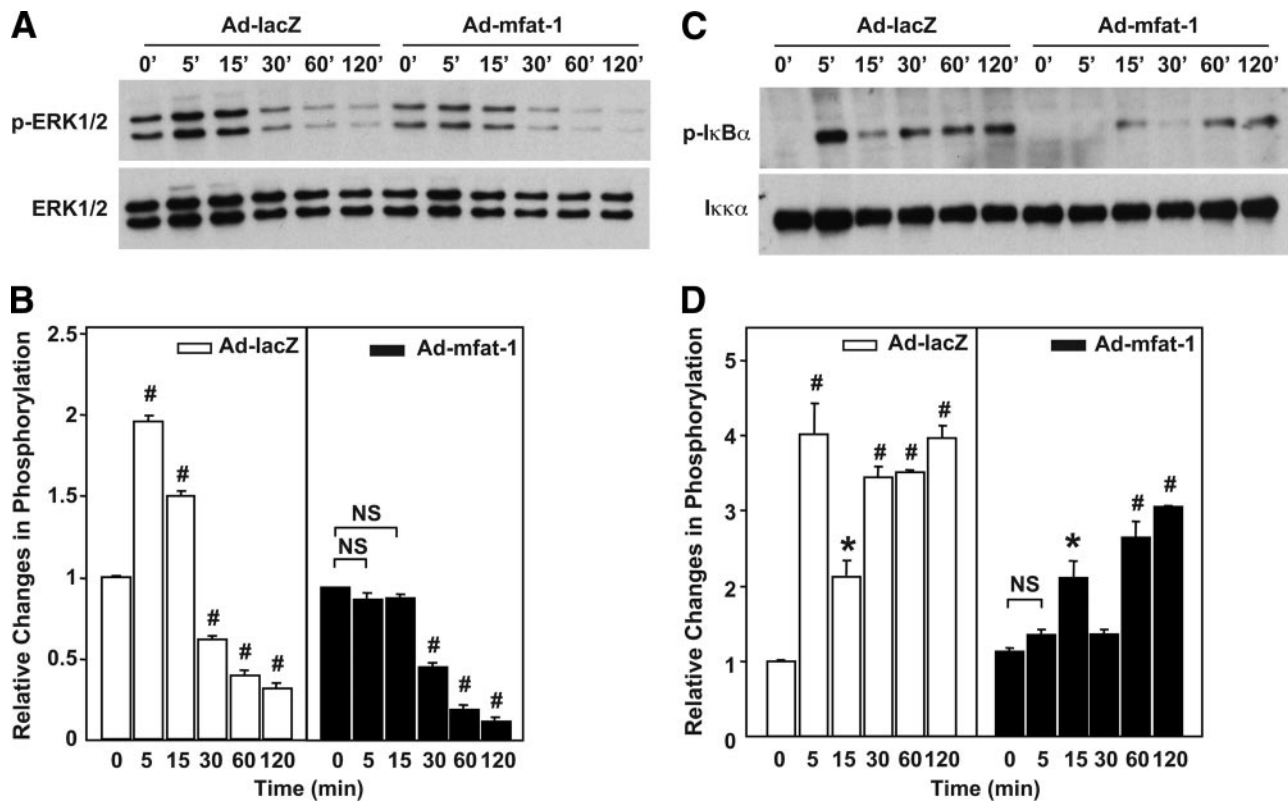 A
Ad-lacZ Ad-mfat-1
0' 5' 15' 30' 60' 120' 0' 5' 15' 30' 60' 120'
p-ERK1/2
ERK1/2
B
Relative Changes in Phosphorylation
2.5
2
1.5
1
0.5
0
Ad-lacZ
Ad-mfat-1
# # # # #
NS
NS
# # #
0 5 15 30 60 120 0 5 15 30 60 120
Time (min)
C
Ad-lacZ Ad-mfat-1
0' 5' 15' 30' 60' 120' 0' 5' 15' 30' 60' 120'
p-IκBα
Iκκα
D
Relative Changes in Phosphorylation
5
4
3
2
1
0
Ad-lacZ
Ad-mfat-1
# * # # #
NS
* # #
0 5 15 30 60 120 0 5 15 30 60 120
Time (min)